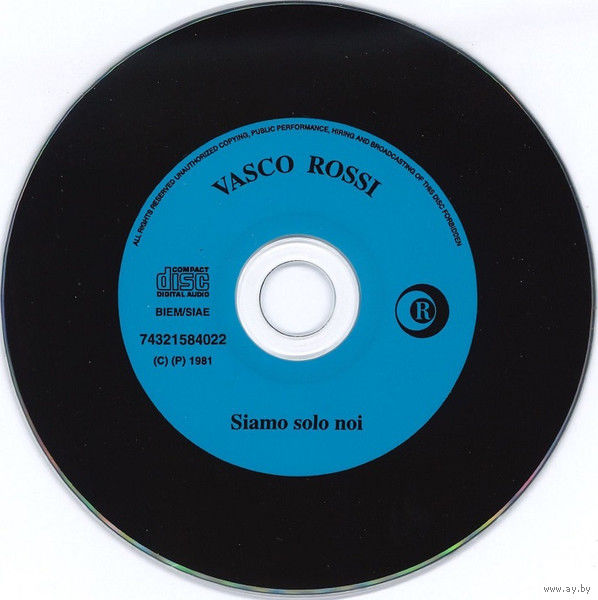 ALL RIGHTS RESERVED UNAUTHORIZED COPYING, PUBLIC PERFORMANCE, HIRING AND BROADCASTING OF THIS DISC FORBIDDEN
VASCO ROSSI
COMPACT
disc
DIGITAL AUDIO
BIEM/SIAE
R
74321584022
(C) (P) 1981
Siamo solo noi
www.ay.by